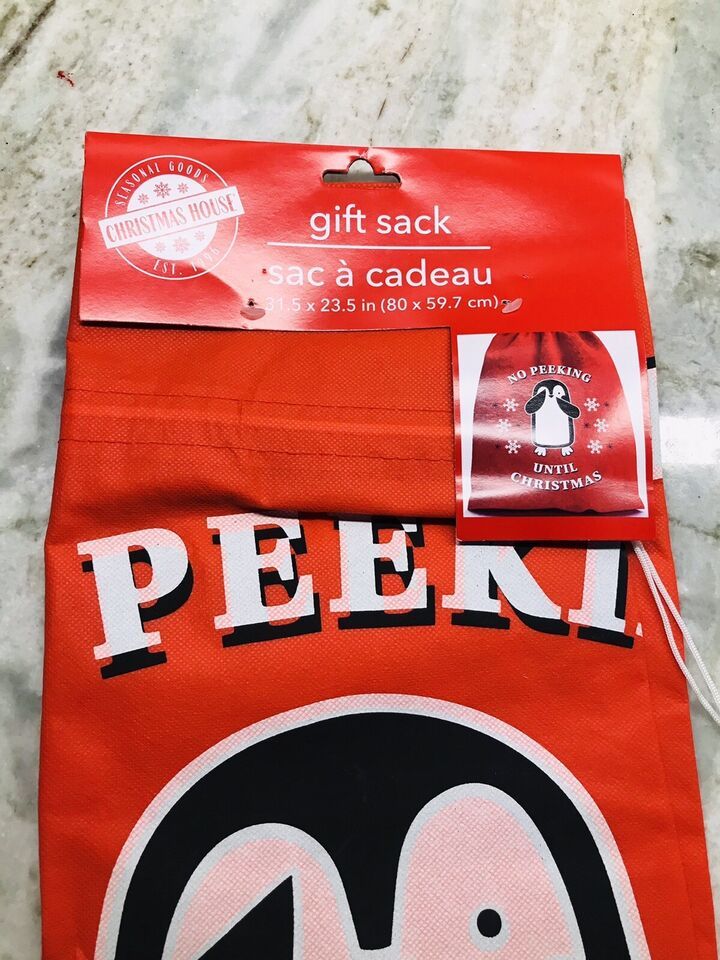 SEASONAL GOODS
CHRISTMAS HOUSE
EST. 1996
gift sack
sac à cadeau
31.5 x 23.5 in (80 x 59.7 cm)
NO PEEKING
UNTIL
CHRISTMAS
PEEKI